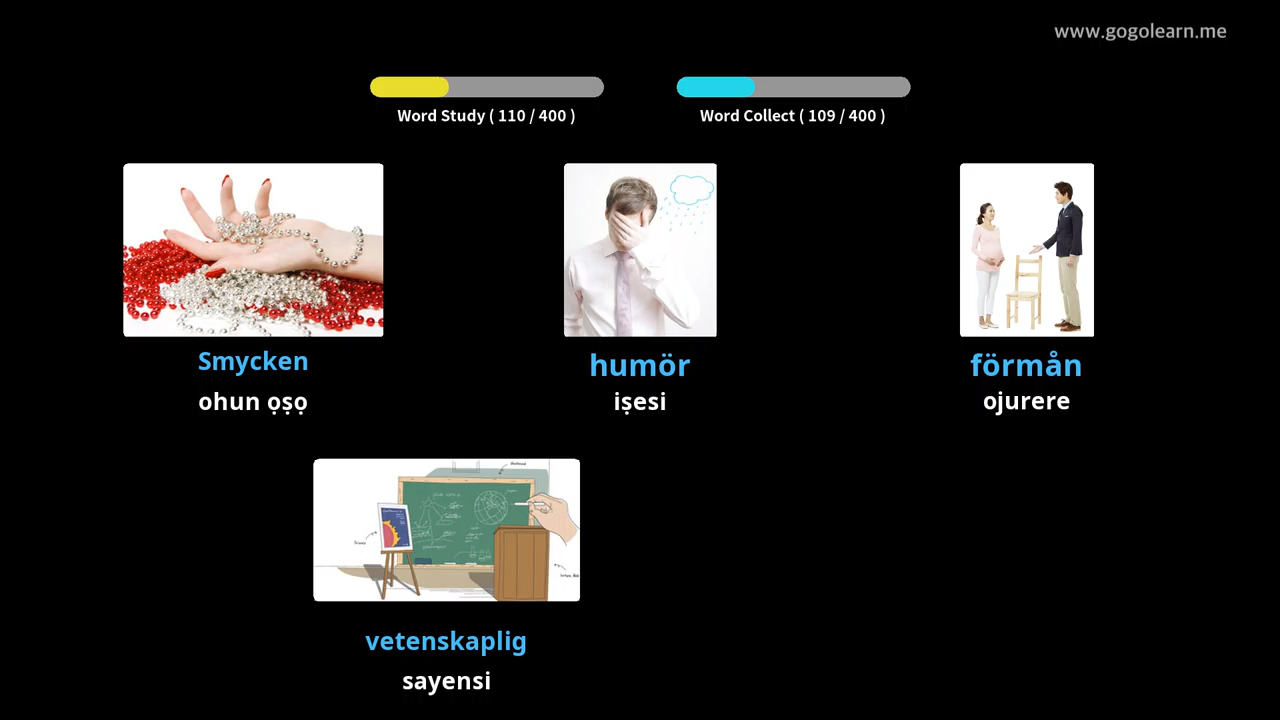 www.gogolearn.me
Word Study ( 110 / 400 )
Word Collect ( 109 / 400 )
Smycken
humör
förmån
ohun ọṣọ
iṣesi
ojurere
vetenskaplig
sayensi